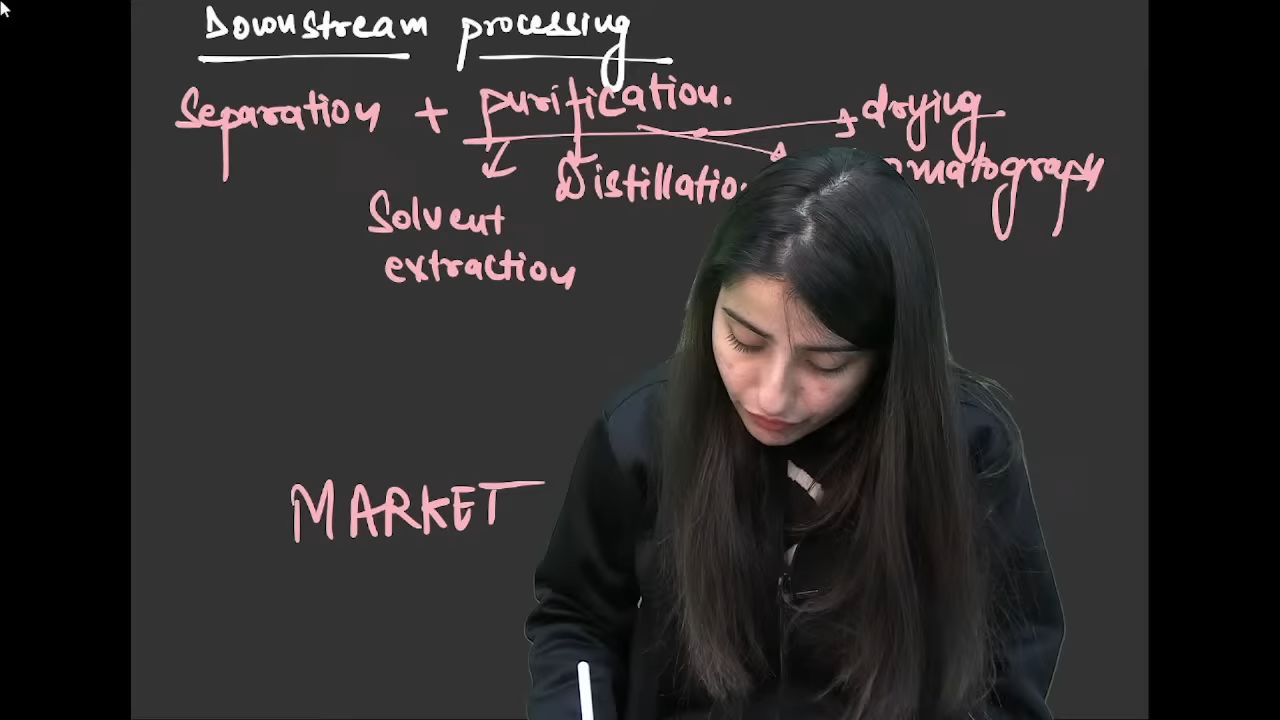 Downstream processing
Separation + purification.
drying
Distillatio
Solvent
extraction
MARKET